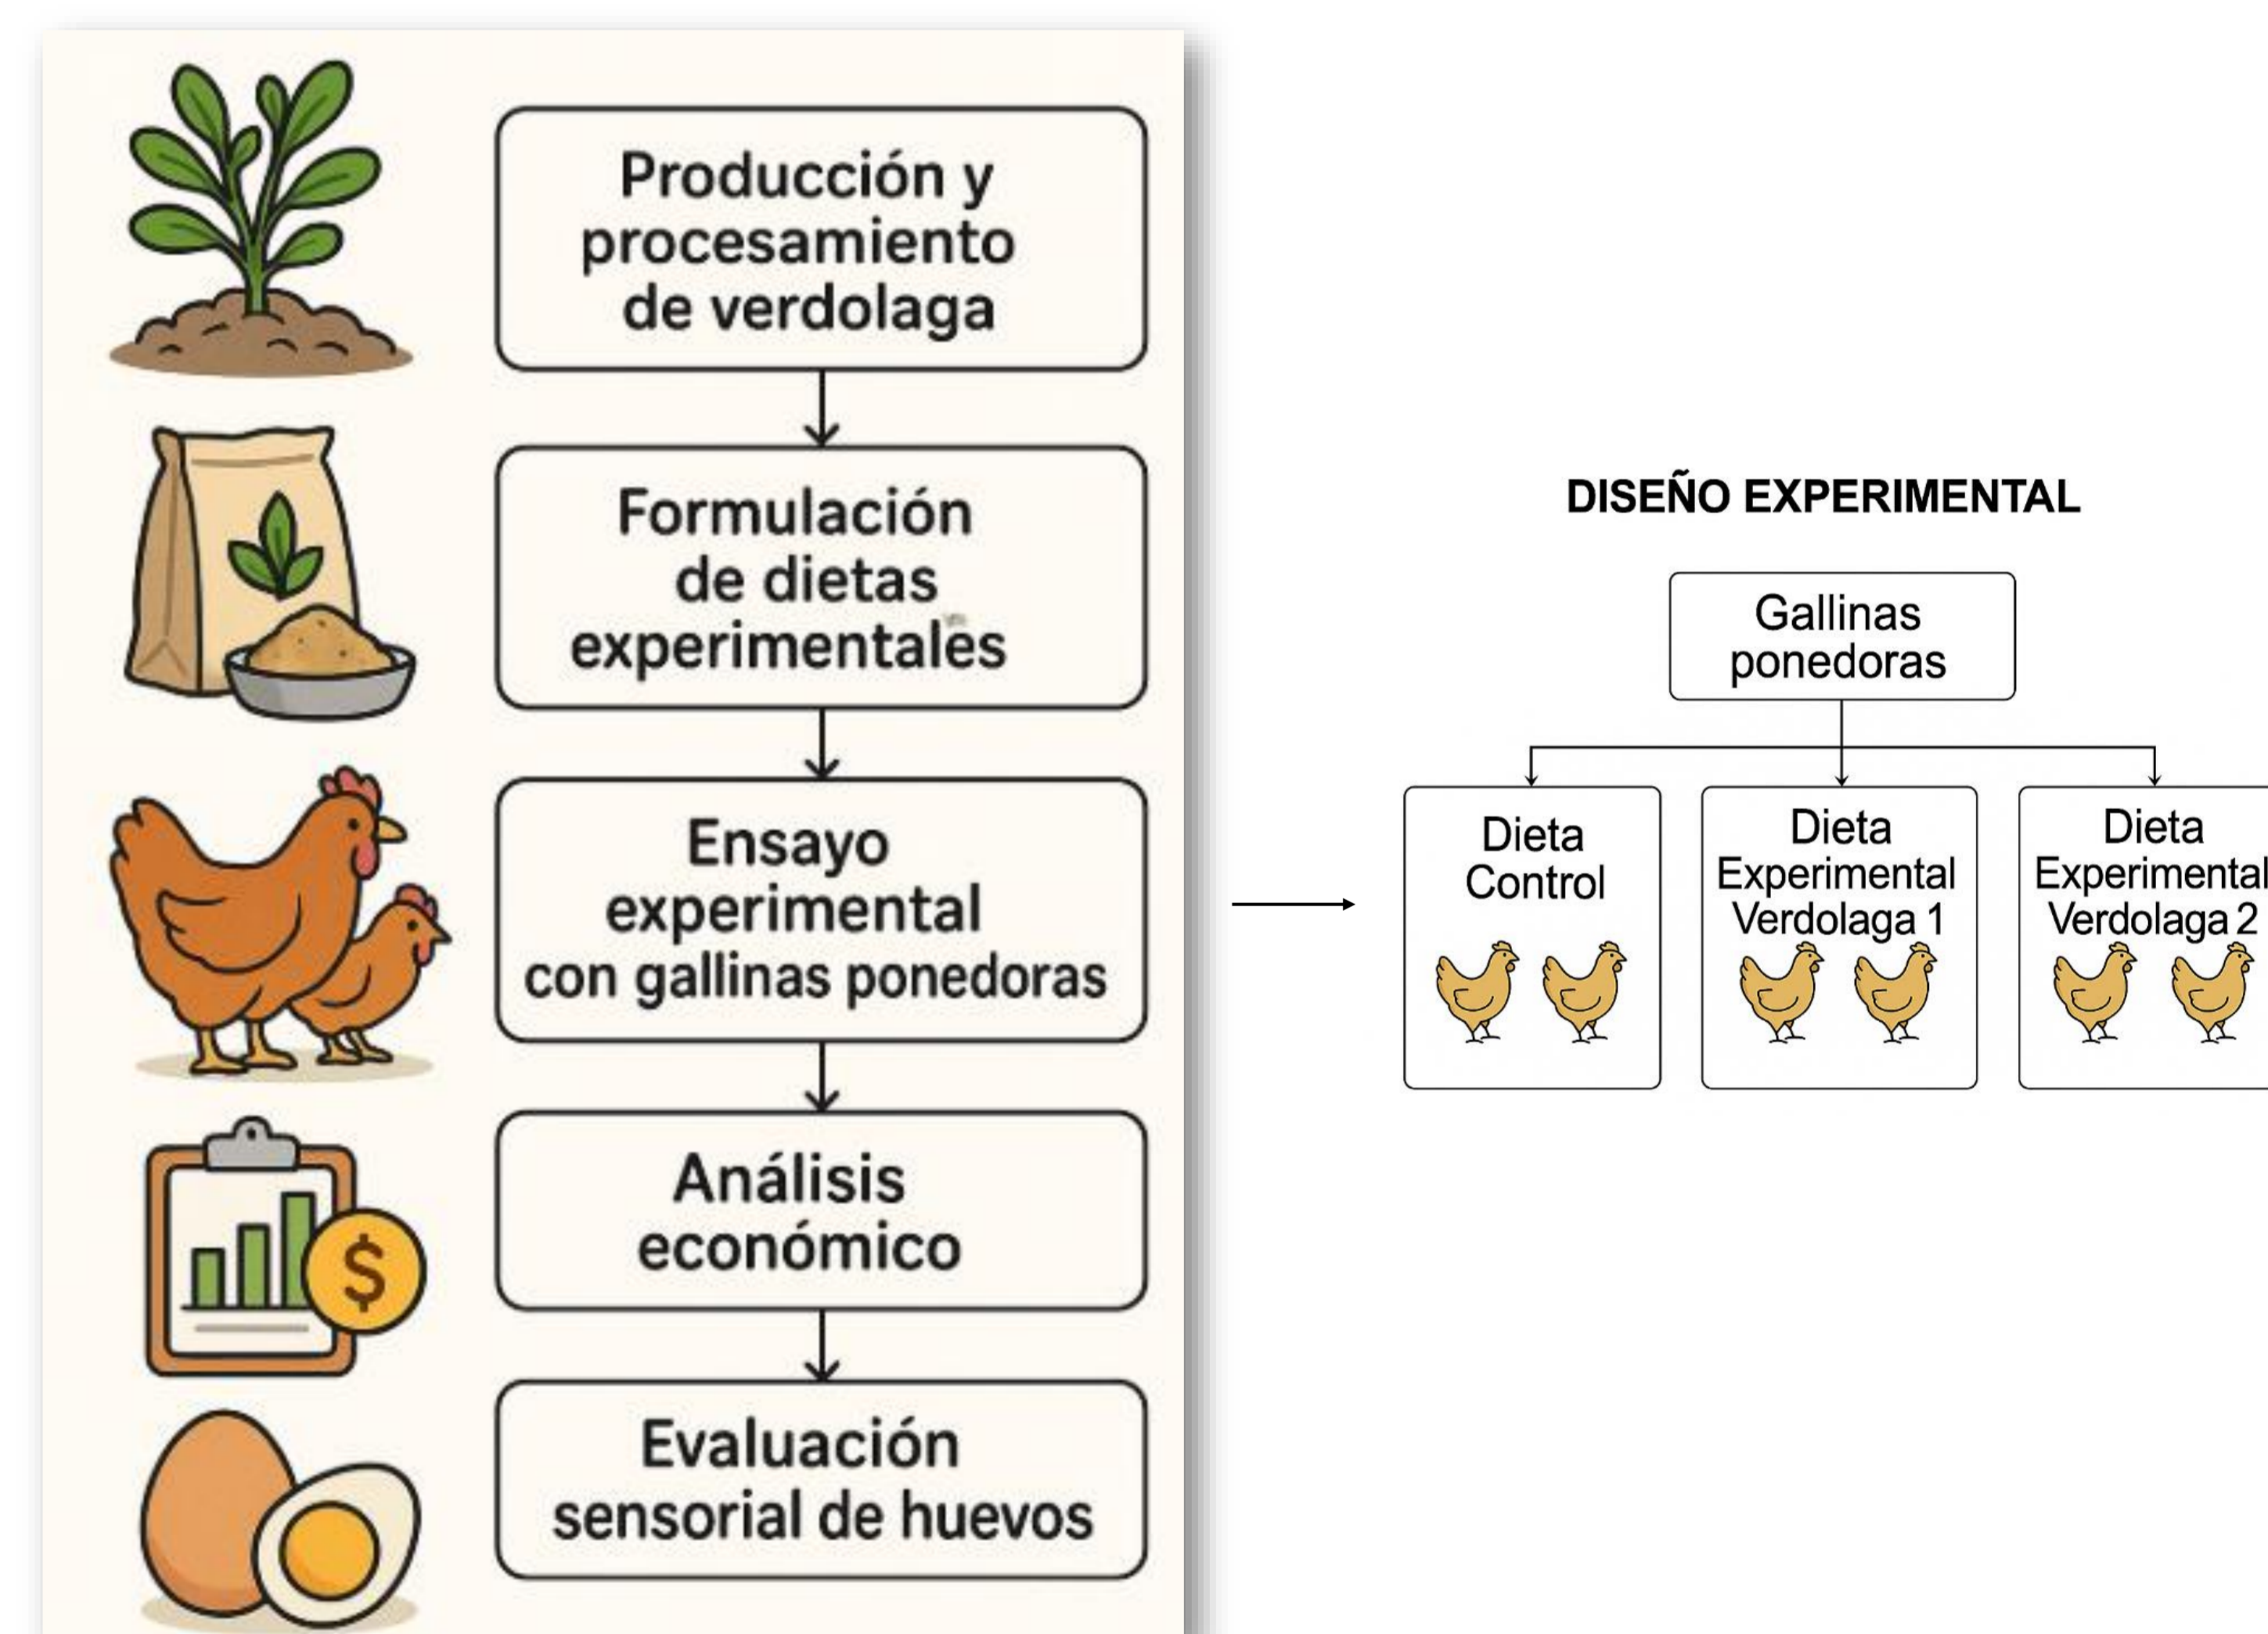 Producción y
procesamiento
de verdolaga
Formulación
de dietas
experimentales
Ensayo
experimental
con gallinas ponedoras
Análisis
económico
$
Evaluación
sensorial de huevos
DISEÑO EXPERIMENTAL
Gallinas
ponedoras
Dieta
Control
Dieta
Experimental
Verdolaga 1
Dieta
Experimental
Verdolaga 2